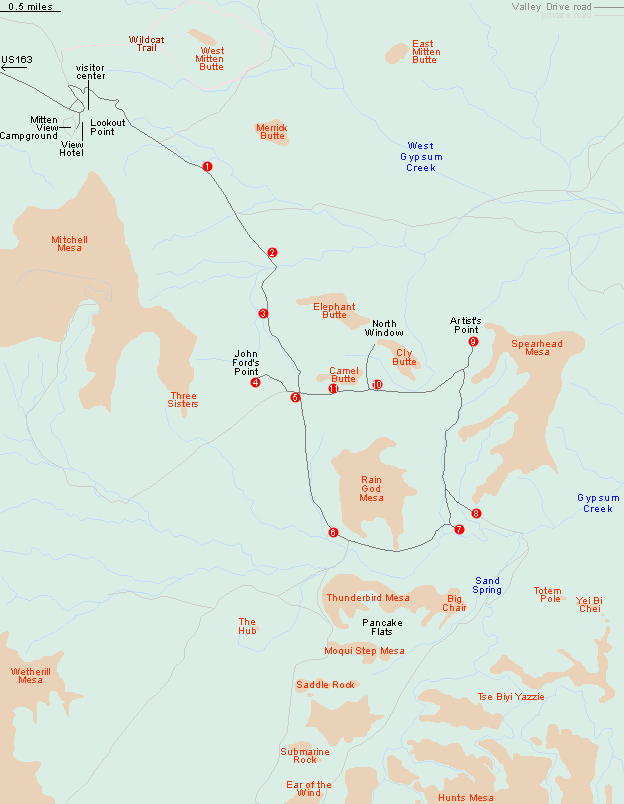 0.5 miles
Valley Drive road
private road
Wildcat
Trail
West
Mitten
Butte
East
Mitten
Butte
US163
visitor
center
Mitten
View
Campground
Lookout
Point
View
Hotel
Merrick
Butte
West
Gypsum
Creek
1
Mitchell
Mesa
2
3
Elephant
Butte
North
Window
Artist's
Point
9
Spearhead
Mesa
John
Ford's
Point
4
Cly
Butte
Camel
Butte
11
10
5
Three
Sisters
Rain
God
Mesa
Gypsum
Creek
8
7
6
Sand
Spring
Thunderbird Mesa
Big
Chair
Totem
Pole
Yei Bi
Chei
The
Hub
Pancake
Flats
Moqui Step Mesa
Wetherill
Mesa
Saddle Rock
Tse Biyi Yazzie
Submarine
Rock
Ear of the
Wind
Hunts Mesa